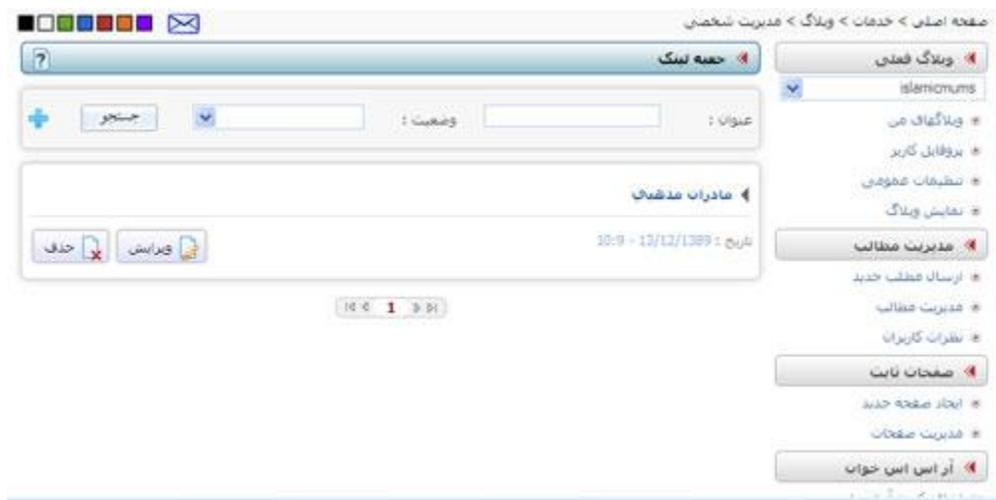 صفحه اصلی > خدمات > وبلاگ > مدیریت شخصی
وبلاگ فعلی
islamicmums
وبلاگهای من
پروفایل کاربر
تنظیمات عمومی
نمایش وبلاگ
مدیریت مطالب
ارسال مطلب جدید
مدیریت مطالب
نظرات کاربران
صفحات ثابت
ایجاد صفحه جدید
مدیریت صفحات
آر اس اس خوان
جعبه لینک
?
عنوان : وضعیت : جستجو
مادران مذهبی
تاریخ : 13/12/1389 - 10:9
ویرایش حذف
1